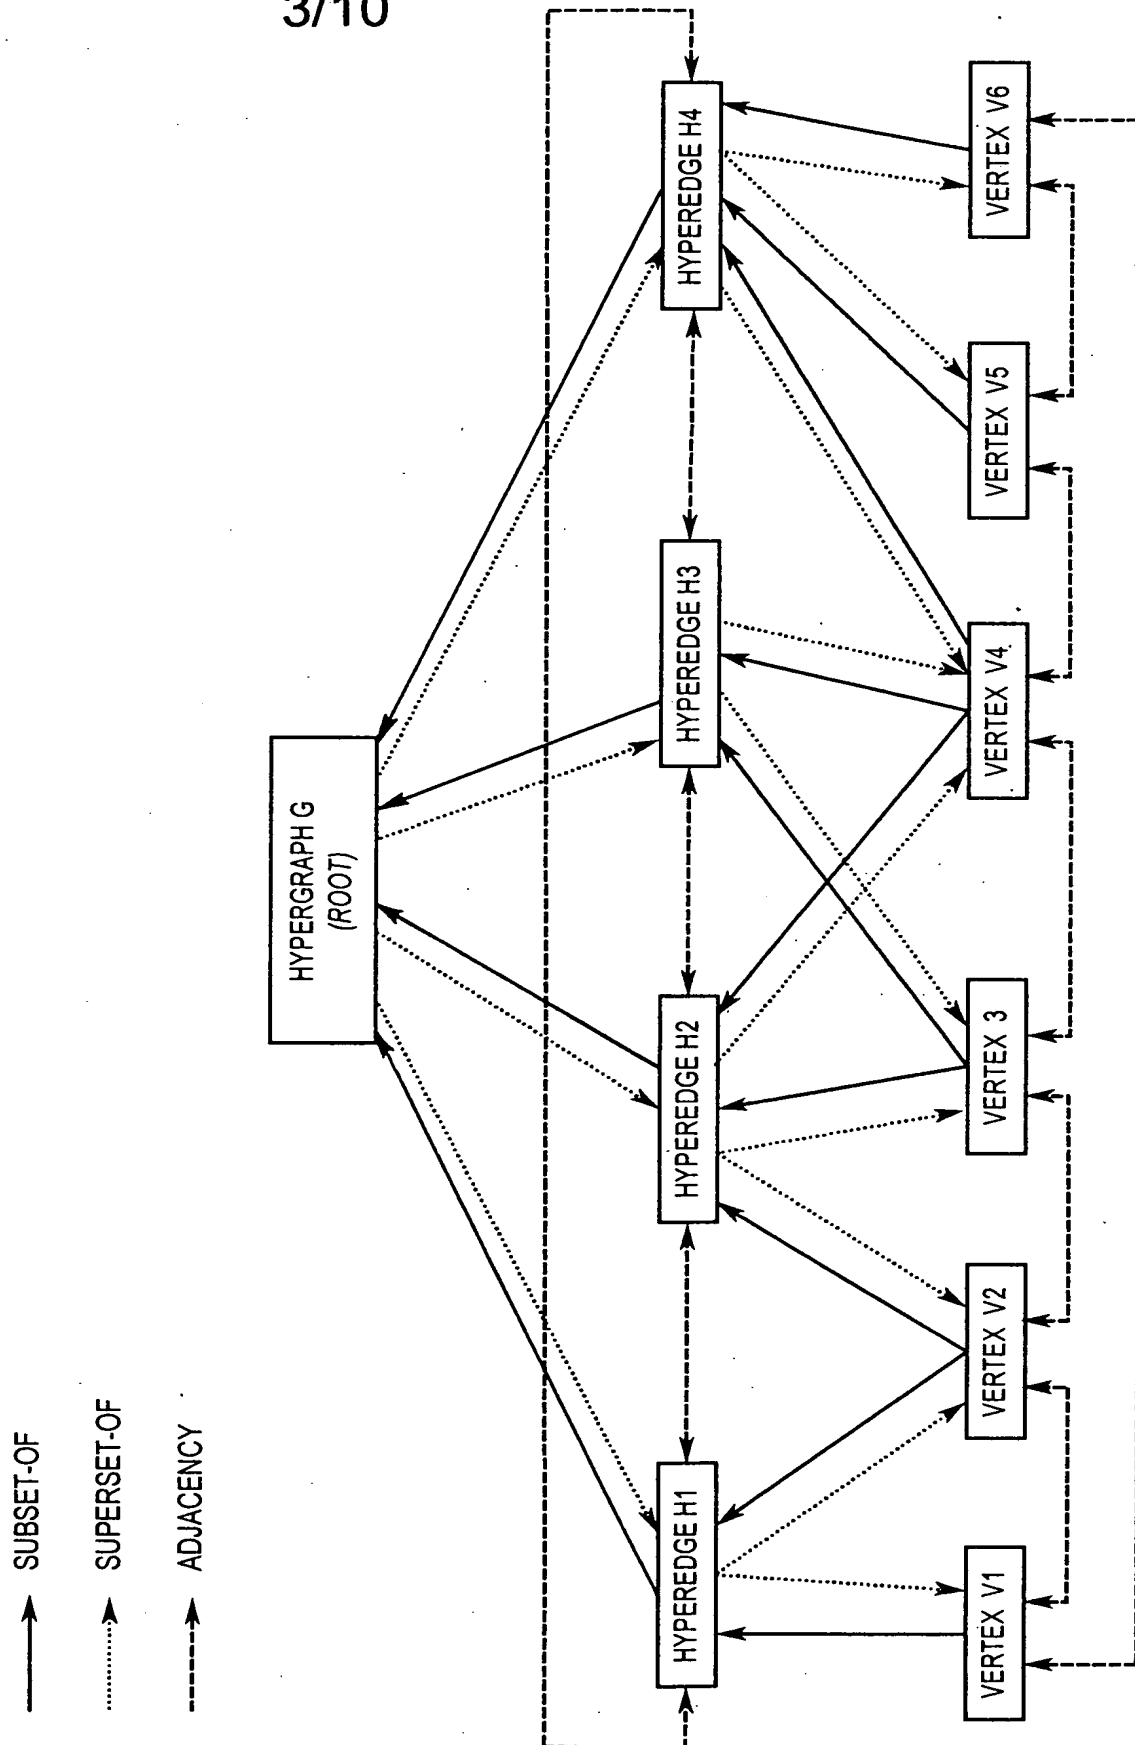 3/10
SUBSET-OF
SUPERSET-OF
ADJACENCY
HYPERGRAPH G
(ROOT)
HYPEREDGE H1
HYPEREDGE H2
HYPEREDGE H3
HYPEREDGE H4
VERTEX V1
VERTEX V2
VERTEX 3
VERTEX V4
VERTEX V5
VERTEX V6